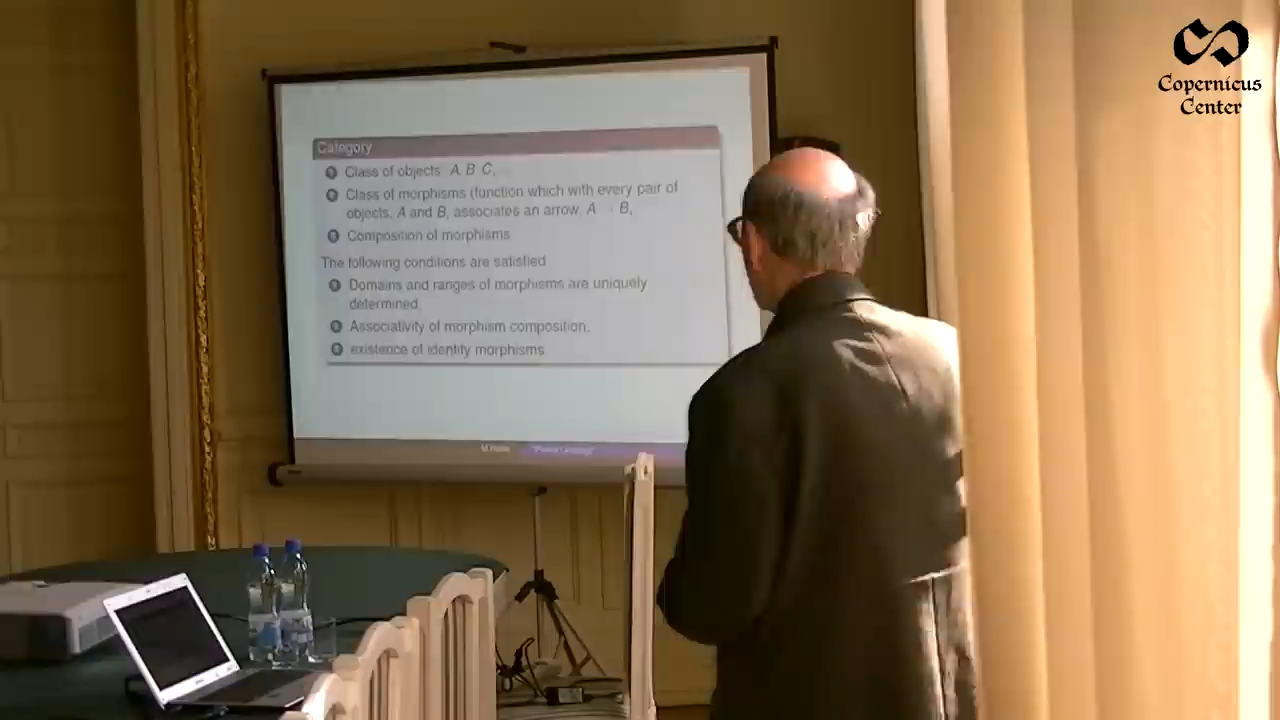 Copernicus
Center
Category
Class of objects: A, B, C,
Class of morphisms (function which with every pair of
objects, A and B, associates an arrow, A → B,
Composition of morphisms
The following conditions are satisfied
Domains and ranges of morphisms are uniquely
determined,
Associativity of morphism composition,
existence of identity morphisms